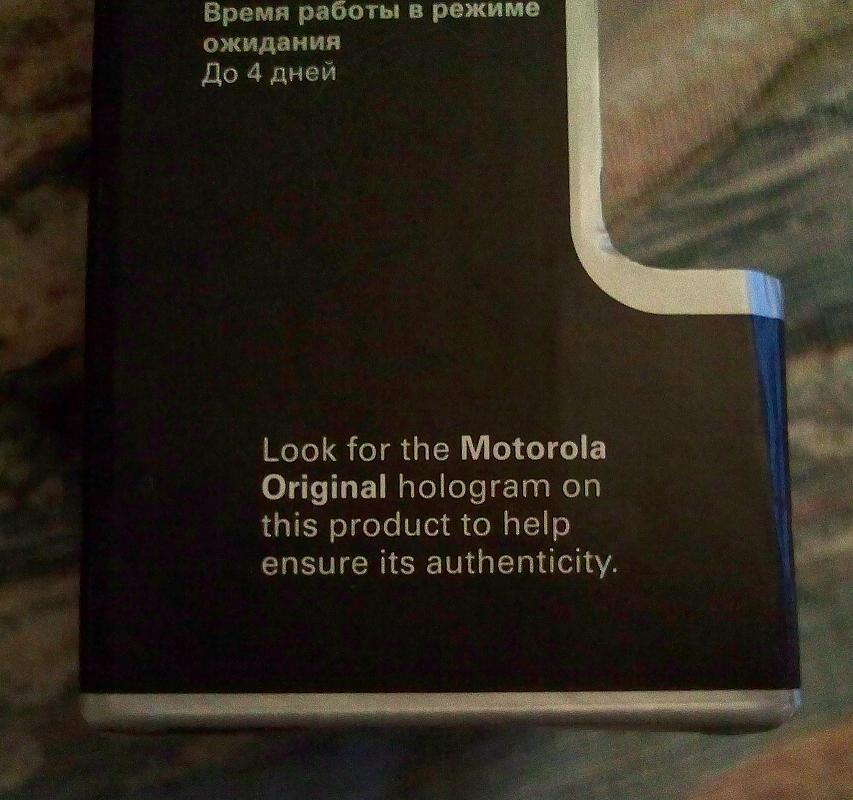 Время работы в режиме
ожидания
До 4 дней
Look for the Motorola
Original hologram on
this product to help
ensure its authenticity.